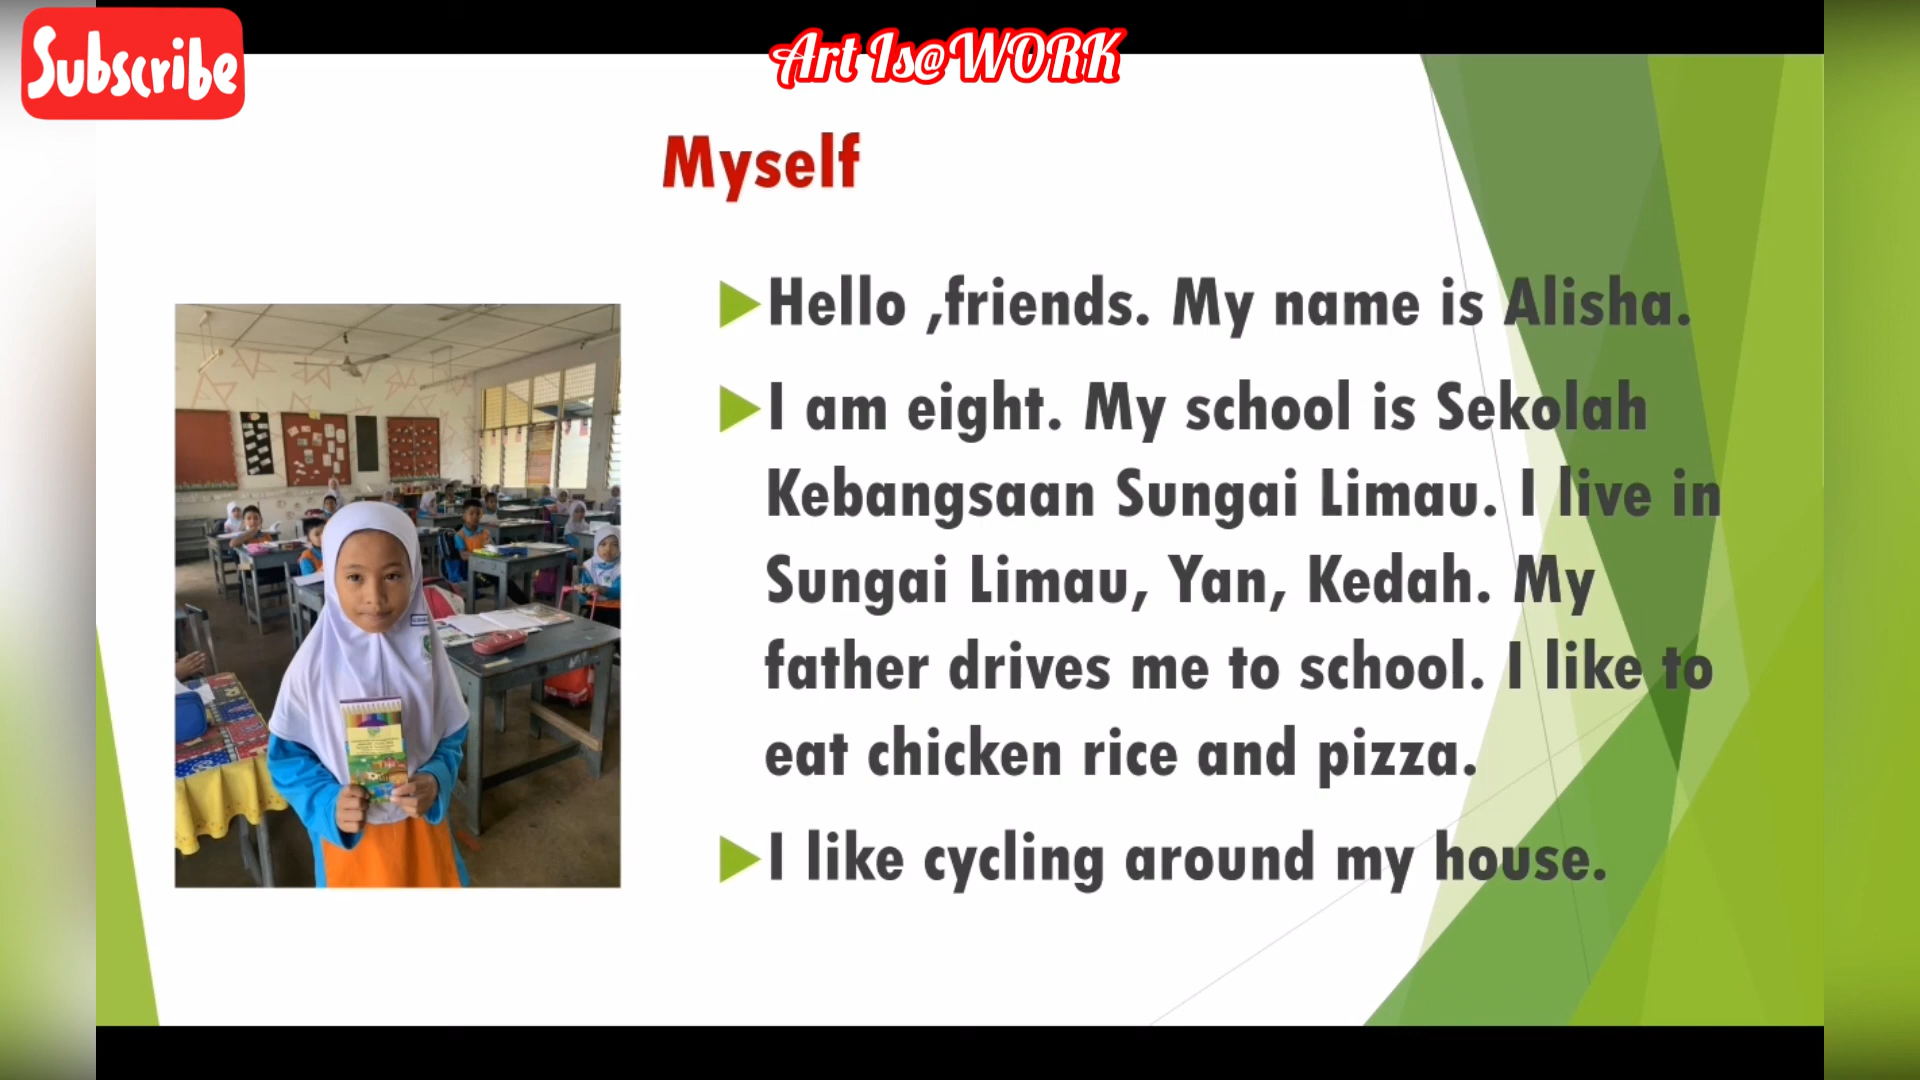 Subscribe
Art Is@WORK
Myself
Hello ,friends. My name is Alisha.
I am eight. My school is Sekolah
Kebangsaan Sungai Limau. I live in
Sungai Limau, Yan, Kedah. My
father drives me to school. I like to
eat chicken rice and pizza.
I like cycling around my house.